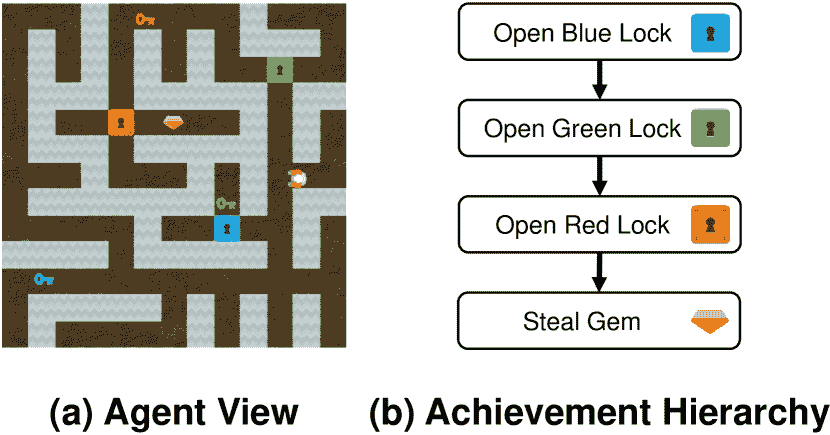 Open Blue Lock
Open Green Lock
Open Red Lock
Steal Gem
(a) Agent View
(b) Achievement Hierarchy